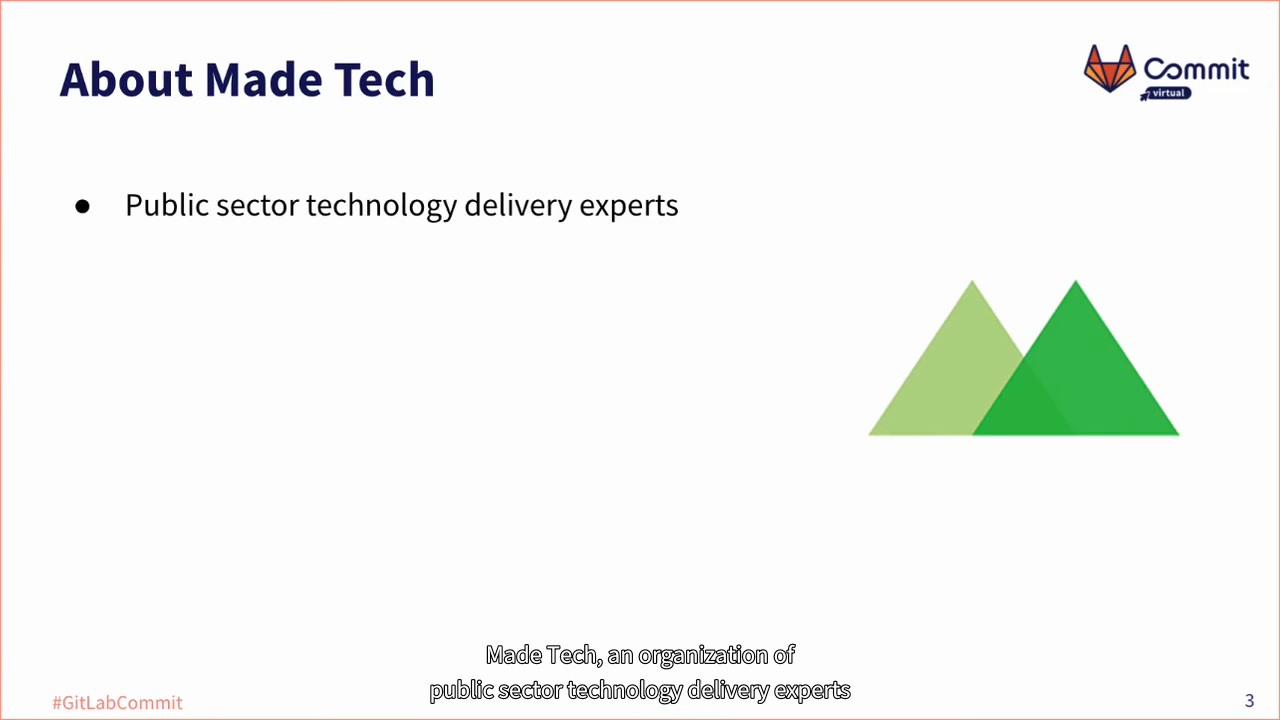 About Made Tech
Commit
virtual
● Public sector technology delivery experts
Made Tech, an organization of
public sector technology delivery experts
#GitLabCommit
3